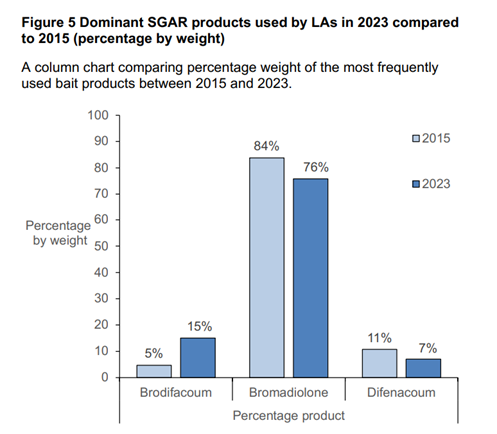 Figure 5 Dominant SGAR products used by LAs in 2023 compared
to 2015 (percentage by weight)
A column chart comparing percentage weight of the most frequently
used bait products between 2015 and 2023.
100
90
80
70
60
50
40
30
20
10
0
Percentage
by weight
5%
15%
84%
76%
11%
7%
2015
2023
Brodifacoum
Bromadiolone
Difenacoum
Percentage product